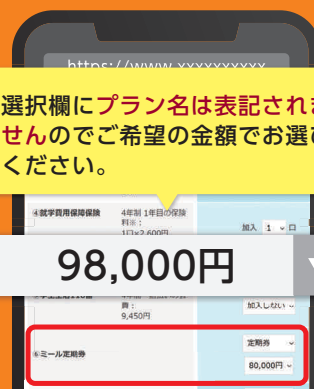 https://www.xxxxxxxxxx
選択欄にプラン名は表記されま
せんのでご希望の金額でお選び
ください。
④就学費用保障保険
4年制 1年目の保険
料※:
1口×2,600円
加入 1 口
98,000円
費:
9,450円
加入しない
⑥ミール定期券
定期券
80,000円